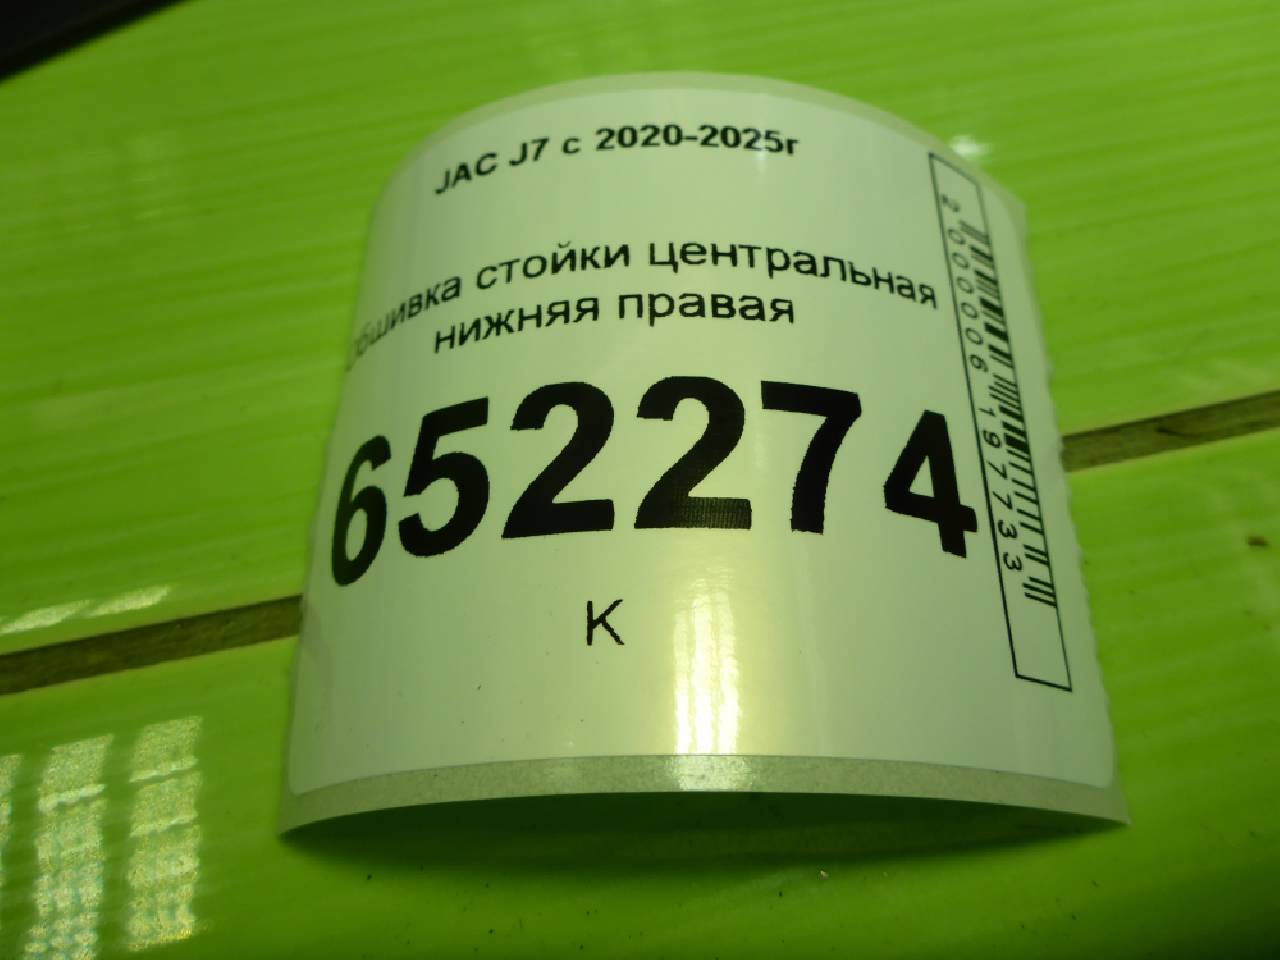 JAC J7 с 2020-2025г
Обшивка стойки центральная
нижняя правая
652274
К
2000006197733